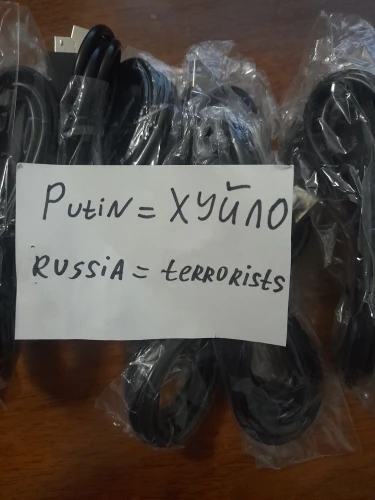 Putin = ХУЙЛО
RUSSiA = tERRORists